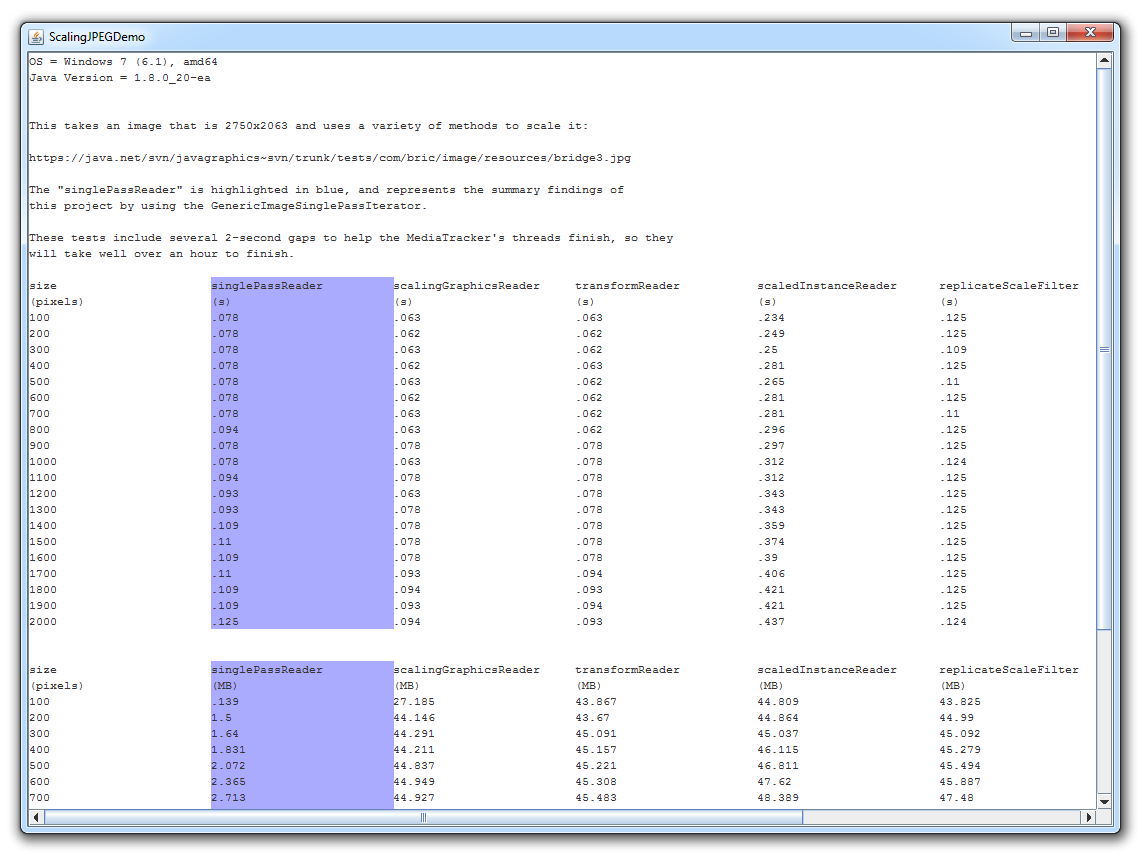 ScalingJPEGDemo
OS = Windows 7 (6.1), amd64
Java Version = 1.8.0_20-ea
This takes an image that is 2750x2063 and uses a variety of methods to scale it:
https://java.net/svn/javagraphics~svn/trunk/tests/com/bric/image/resources/bridge3.jpg
The "singlePassReader" is highlighted in blue, and represents the summary findings of
this project by using the GenericImageSinglePassIterator.
These tests include several 2-second gaps to help the MediaTracker's threads finish, so they
will take well over an hour to finish.
size singlePassReader scalingGraphicsReader transformReader scaledInstanceReader replicateScaleFilter
(pixels) (s) (s) (s) (s) (s)
100 .078 .063 .063 .234 .125
200 .078 .062 .062 .249 .125
300 .078 .063 .062 .25 .109
400 .078 .062 .063 .281 .125
500 .078 .063 .062 .265 .11
600 .078 .062 .062 .281 .125
700 .078 .063 .062 .281 .11
800 .094 .063 .062 .296 .125
900 .078 .078 .078 .297 .125
1000 .078 .063 .078 .312 .124
1100 .094 .078 .078 .312 .125
1200 .093 .063 .078 .343 .125
1300 .093 .078 .078 .343 .125
1400 .109 .078 .078 .359 .125
1500 .11 .078 .078 .374 .125
1600 .109 .078 .078 .39 .125
1700 .11 .093 .094 .406 .125
1800 .109 .094 .093 .421 .125
1900 .109 .093 .094 .421 .125
2000 .125 .094 .093 .437 .124
size singlePassReader scalingGraphicsReader transformReader scaledInstanceReader replicateScaleFilter
(pixels) (MB) (MB) (MB) (MB) (MB)
100 .139 27.185 43.867 44.809 43.825
200 1.5 44.146 43.67 44.864 44.99
300 1.64 44.291 45.091 45.037 45.092
400 1.831 44.211 45.157 46.115 45.279
500 2.072 44.837 45.221 46.811 45.494
600 2.365 44.949 45.308 47.62 45.887
700 2.713 44.927 45.483 48.389 47.48